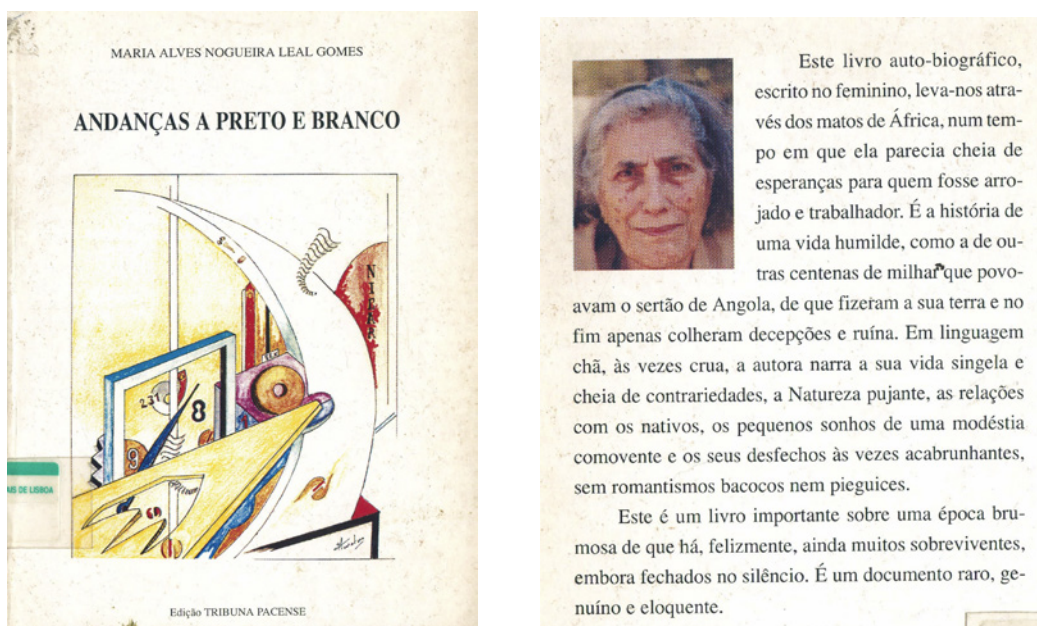 MARIA ALVES NOGUEIRA LEAL GOMES
ANDANÇAS A PRETO E BRANCO
231
8
9
AIS DE LISBOA
Edição TRIBUNA PACENSE
Este livro auto-biográfico,
escrito no feminino, leva-nos atra-
vés dos matos de África, num tem-
po em que ela parecia cheia de
esperanças para quem fosse arro-
jado e trabalhador. É a história de
uma vida humilde, como a de ou-
tras centenas de milhar que povo-
avam o sertão de Angola, de que fizeram a sua terra e no
fim apenas colheram decepções e ruína. Em linguagem
chã, às vezes crua, a autora narra a sua vida singela e
cheia de contrariedades, a Natureza pujante, as relações
com os nativos, os pequenos sonhos de uma modéstia
comovente e os seus desfechos às vezes acabrunhantes,
sem romantismos bacocos nem pieguices.
Este é um livro importante sobre uma época bru-
mosa de que há, felizmente, ainda muitos sobreviventes,
embora fechados no silêncio. É um documento raro, ge-
nuíno e eloquente.